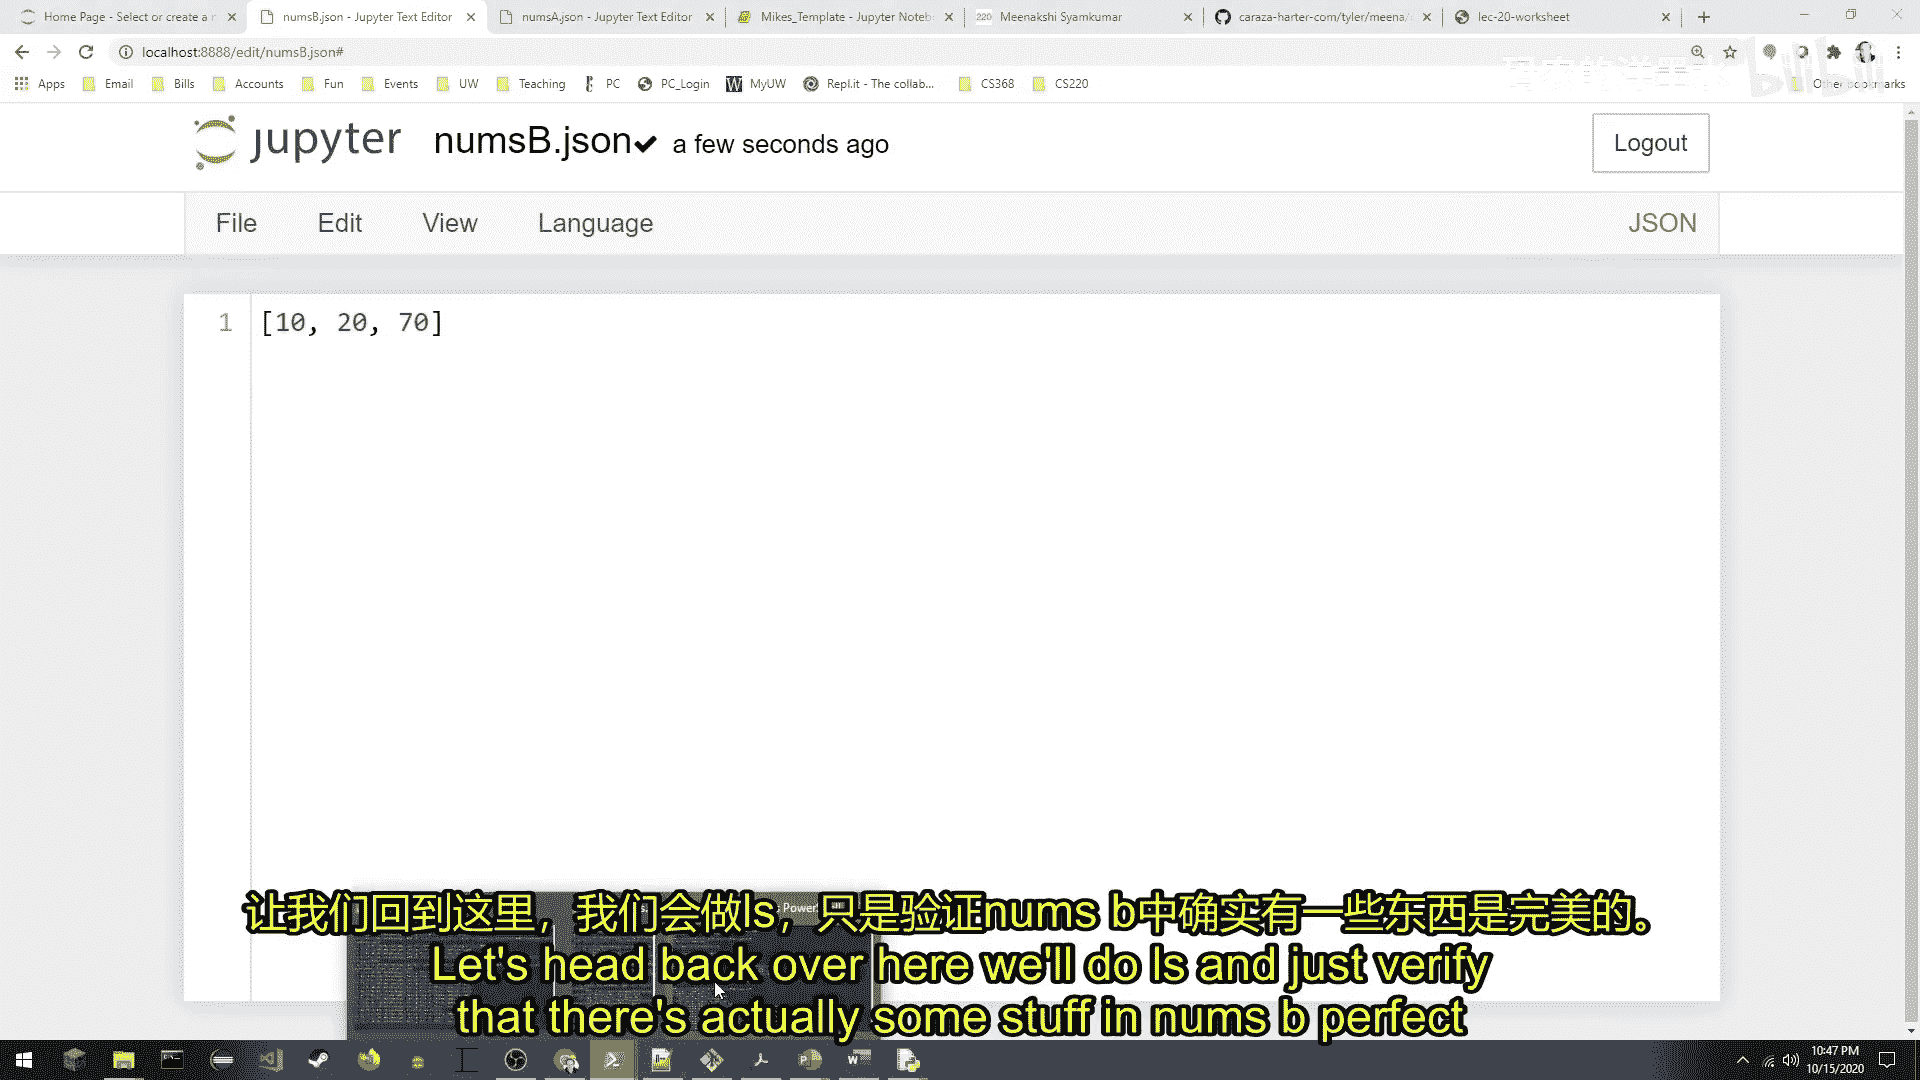 Home Page - Select or create a n
numsB.json - Jupyter Text Editor
numsA.json - Jupyter Text Editor
Mikes_Template - Jupyter Noteb
220 Meenakshi Syamkumar
caraza-harter-com/tyler/meena/
lec-20-worksheet
localhost:8888/edit/numsB.json#
Apps Email Bills Accounts Fun Events UW Teaching PC PC_Login MyUW Repl.it - The collab... CS368 CS220 Other bookmarks
bilibili
jupyter numsB.json a few seconds ago Logout
File Edit View Language JSON
1 [10, 20, 70]
让我们回到这里，我们会做ls，只是验证nums b中确实有一些东西是完美的。
Let's head back over here we'll do ls and just verify
that there's actually some stuff in nums b perfect
10:47 PM
10/15/2020